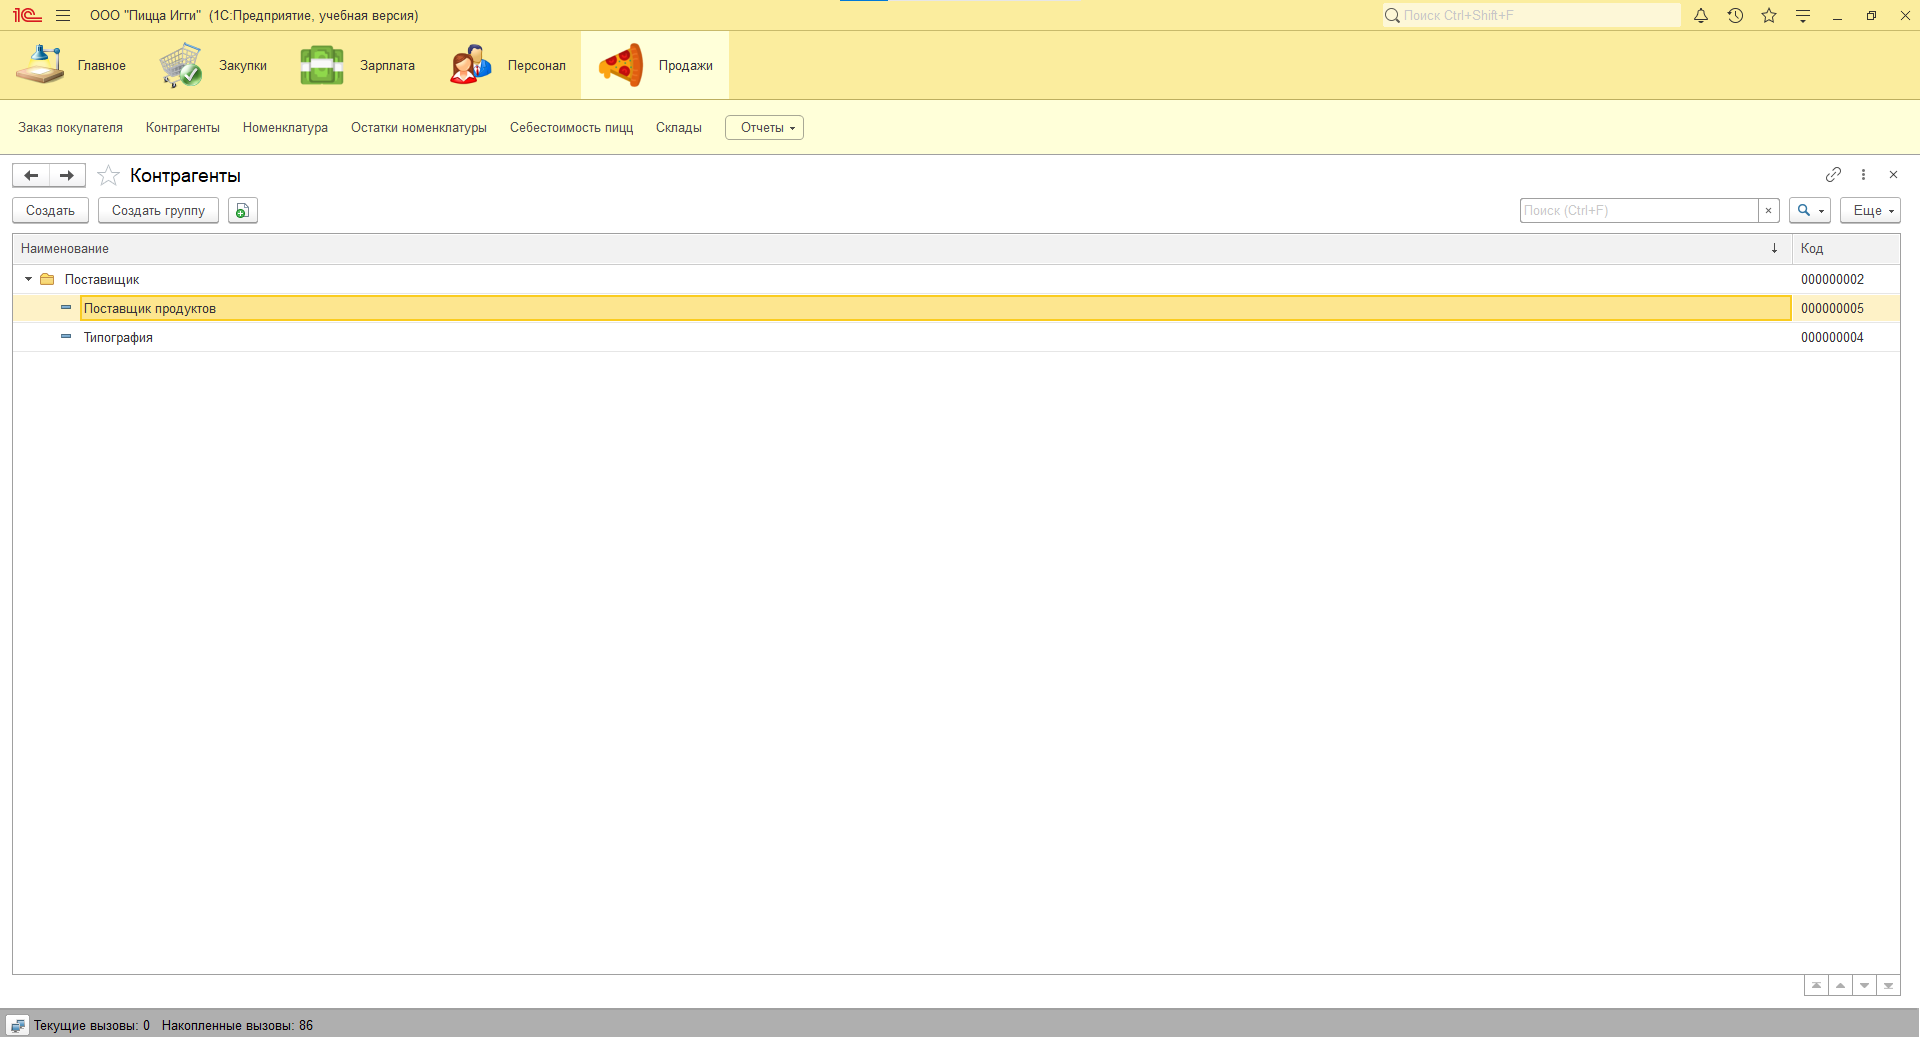 1С ООО "Пицца Игги" (1С:Предприятие, учебная версия) Поиск Ctrl+Shift+F
Главное Закупки Зарплата Персонал Продажи
Заказ покупателя Контрагенты Номенклатура Остатки номенклатуры Себестоимость пицц Склады Отчеты
Контрагенты
Создать Создать группу Поиск (Ctrl+F) × Еще
Наименование ↓ Код
Поставищик 000000002
Поставщик продуктов 000000005
Типография 000000004
Текущие вызовы: 0 Накопленные вызовы: 86